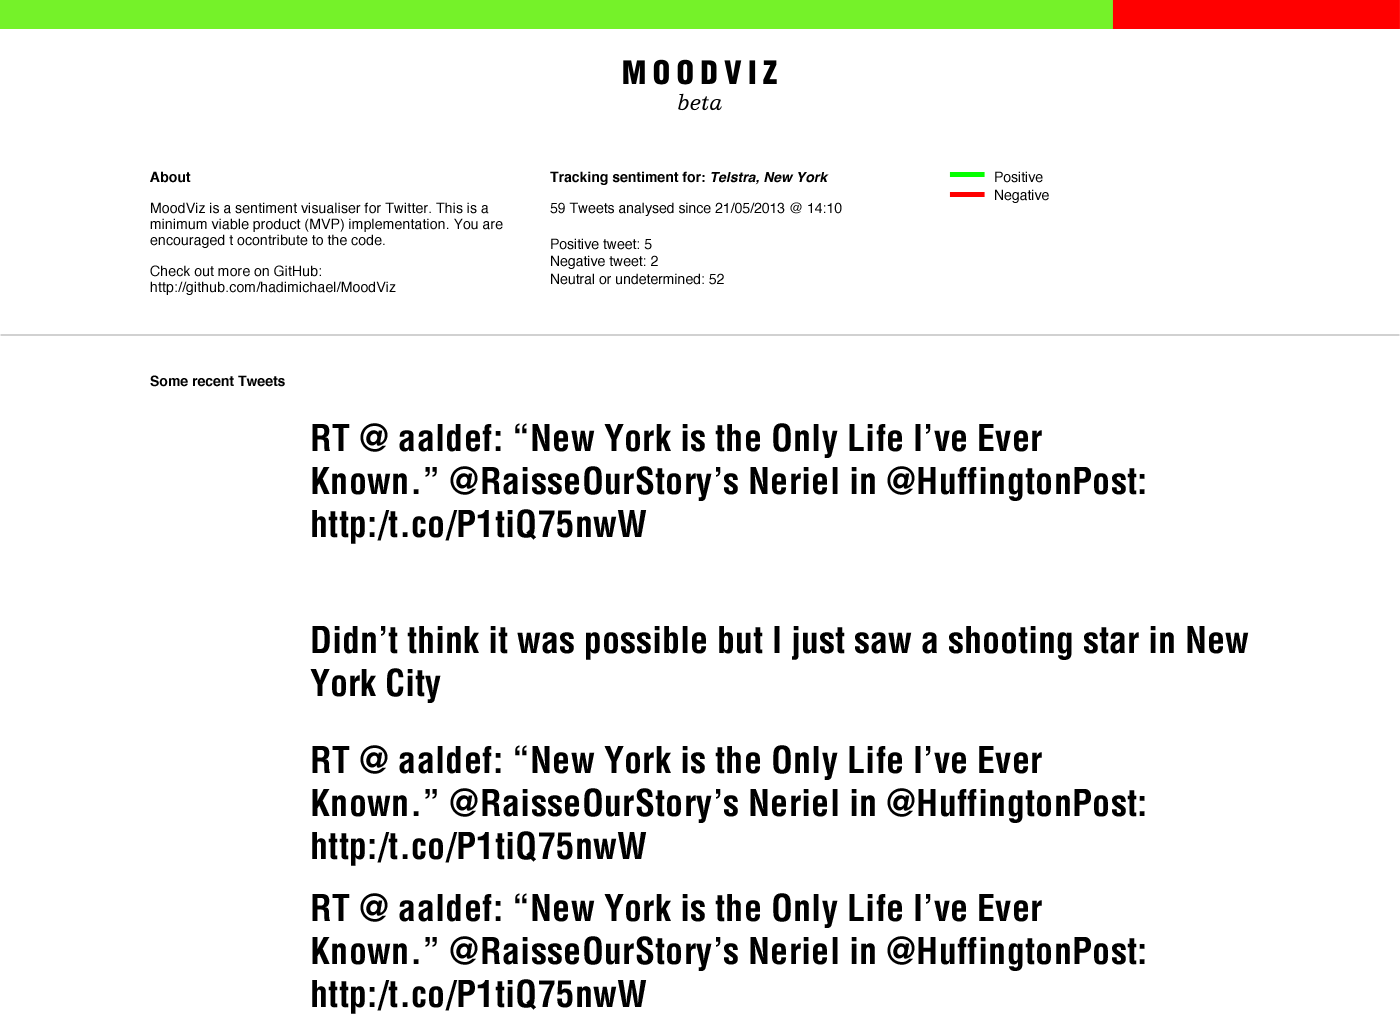 MOODVIZ
beta
About
MoodViz is a sentiment visualiser for Twitter. This is a
minimum viable product (MVP) implementation. You are
encouraged t ocontribute to the code.
Check out more on GitHub:
http://github.com/hadimichael/MoodViz
Tracking sentiment for: Telstra, New York
59 Tweets analysed since 21/05/2013 @ 14:10
Positive tweet: 5
Negative tweet: 2
Neutral or undetermined: 52
Positive
Negative
Some recent Tweets
RT @ aaldef: “New York is the Only Life I’ve Ever
Known.” @RaisseOurStory’s Neriel in @HuffingtonPost:
http:/t.co/P1tiQ75nwW
Didn’t think it was possible but I just saw a shooting star in New
York City
RT @ aaldef: “New York is the Only Life I’ve Ever
Known.” @RaisseOurStory’s Neriel in @HuffingtonPost:
http:/t.co/P1tiQ75nwW
RT @ aaldef: “New York is the Only Life I’ve Ever
Known.” @RaisseOurStory’s Neriel in @HuffingtonPost:
http:/t.co/P1tiQ75nwW